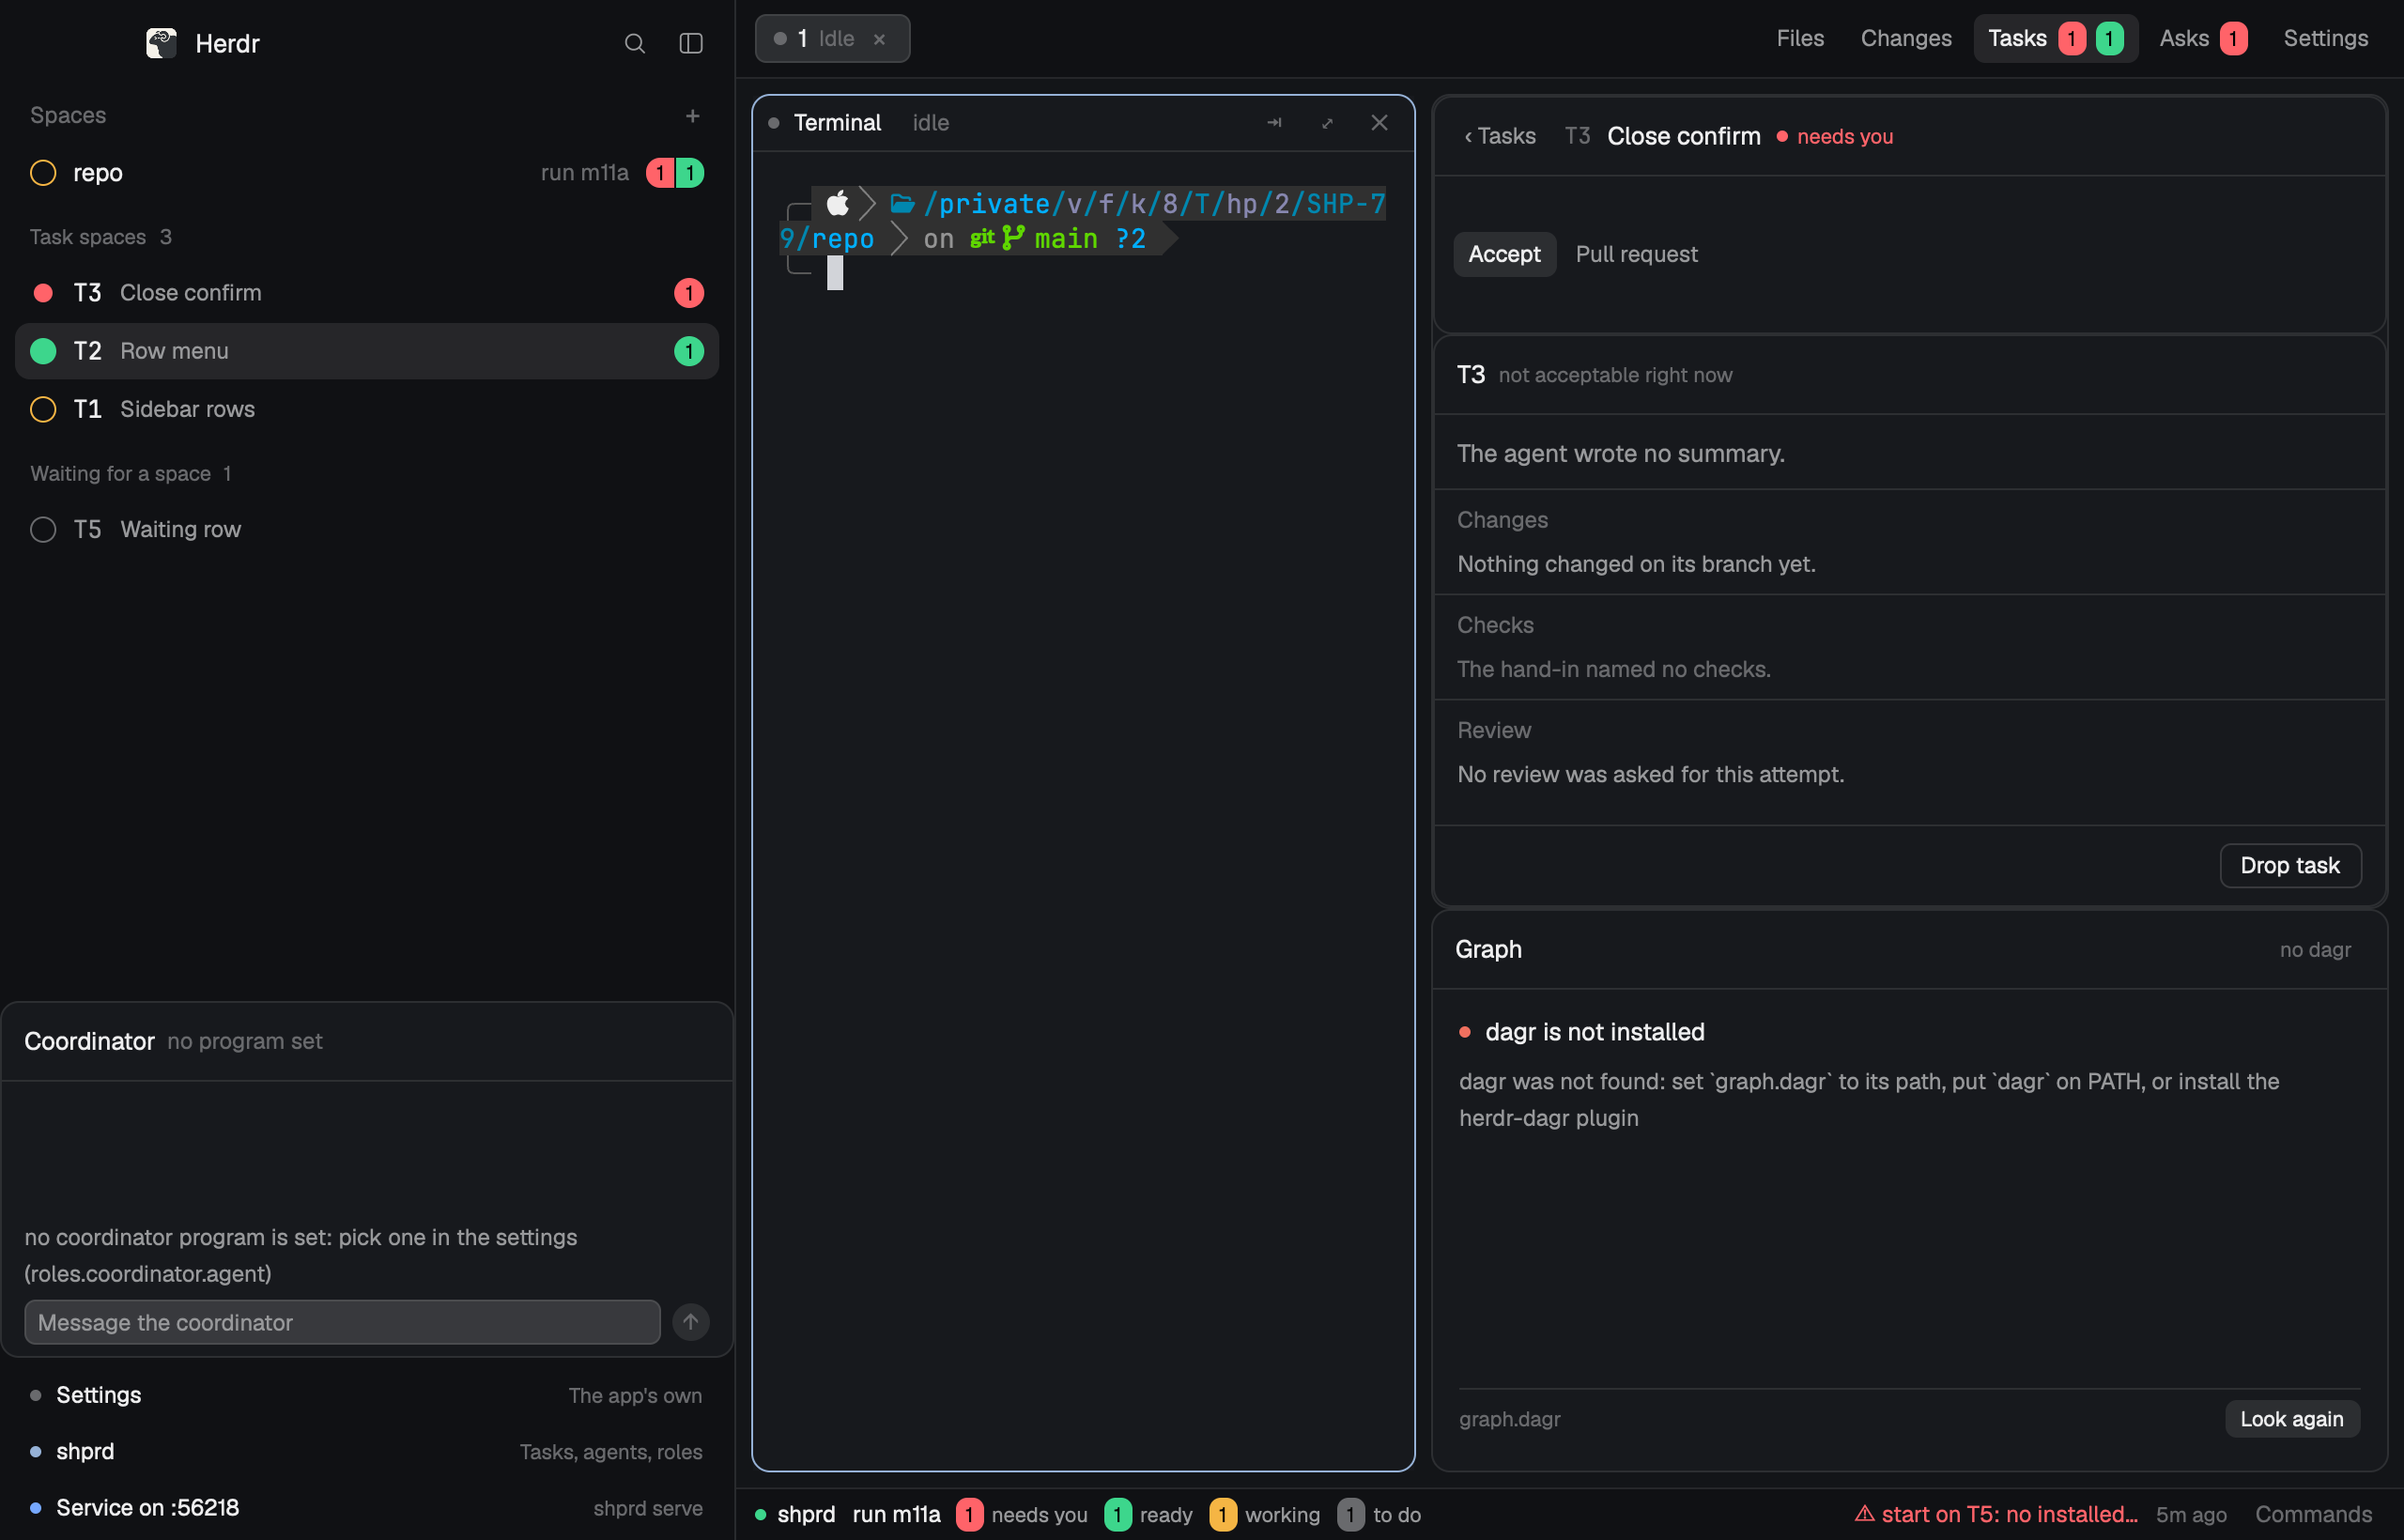 Herdr
Spaces +
repo run m11a 1 1
Task spaces 3
T3 Close confirm 1
T2 Row menu 1
T1 Sidebar rows
Waiting for a space 1
T5 Waiting row
Coordinator no program set
no coordinator program is set: pick one in the settings
(roles.coordinator.agent)
Message the coordinator
Settings The app's own
shprd Tasks, agents, roles
Service on :56218 shprd serve
1 Idle ×
Files Changes Tasks 1 1 Asks 1 Settings
Terminal idle
/private/v/f/k/8/T/hp/2/SHP-7
9/repo on git main ?2
‹ Tasks T3 Close confirm needs you
Accept Pull request
T3 not acceptable right now
The agent wrote no summary.
Changes
Nothing changed on its branch yet.
Checks
The hand-in named no checks.
Review
No review was asked for this attempt.
Drop task
Graph no dagr
dagr is not installed
dagr was not found: set `graph.dagr` to its path, put `dagr` on PATH, or install the
herdr-dagr plugin
graph.dagr Look again
shprd run m11a 1 needs you 1 ready 1 working 1 to do
start on T5: no installed… 5m ago Commands